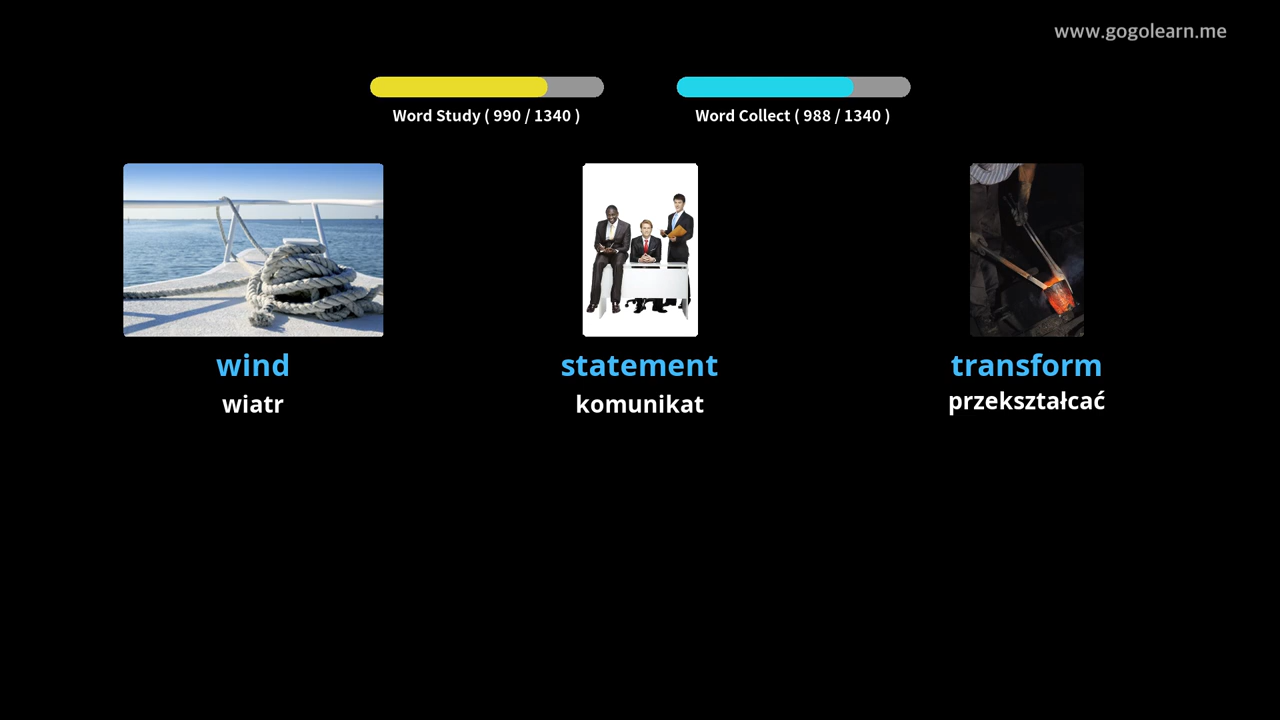 www.gogolearn.me
Word Study ( 990 / 1340 )
Word Collect ( 988 / 1340 )
wind
statement
transform
wiatr
komunikat
przekształcać